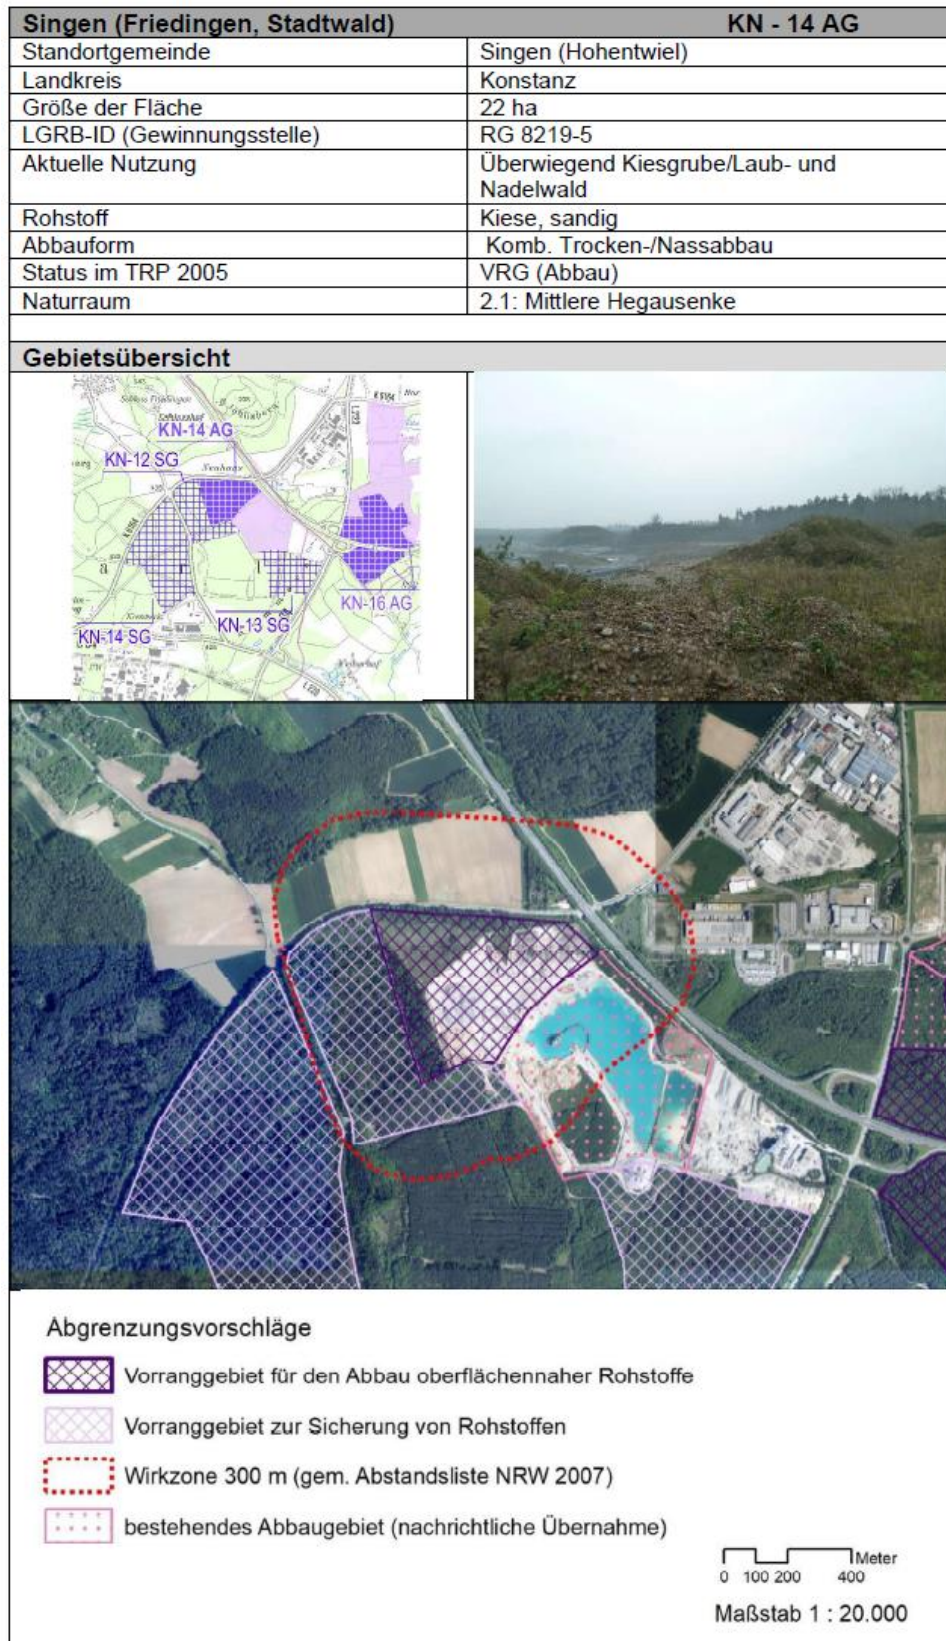 Singen (Friedingen, Stadtwald) KN - 14 AG
Standortgemeinde Singen (Hohentwiel)
Landkreis Konstanz
Größe der Fläche 22 ha
LGRB-ID (Gewinnungsstelle) RG 8219-5
Aktuelle Nutzung Überwiegend Kiesgrube/Laub- und
Nadelwald
Rohstoff Kiese, sandig
Abbauform Komb. Trocken-/Nassabbau
Status im TRP 2005 VRG (Abbau)
Naturraum 2.1: Mittlere Hegausenke
Gebietsübersicht
Schloss Friedingen
KN-14 AG
KN-12 SG
Neuhaus
KN-16 AG
KN-13 SG
KN-14 SG
Weiherhof
Abgrenzungsvorschläge
Vorranggebiet für den Abbau oberflächennaher Rohstoffe
Vorranggebiet zur Sicherung von Rohstoffen
Wirkzone 300 m (gem. Abstandsliste NRW 2007)
bestehendes Abbaugebiet (nachrichtliche Übernahme)
Meter
0 100 200 400
Maßstab 1 : 20.000